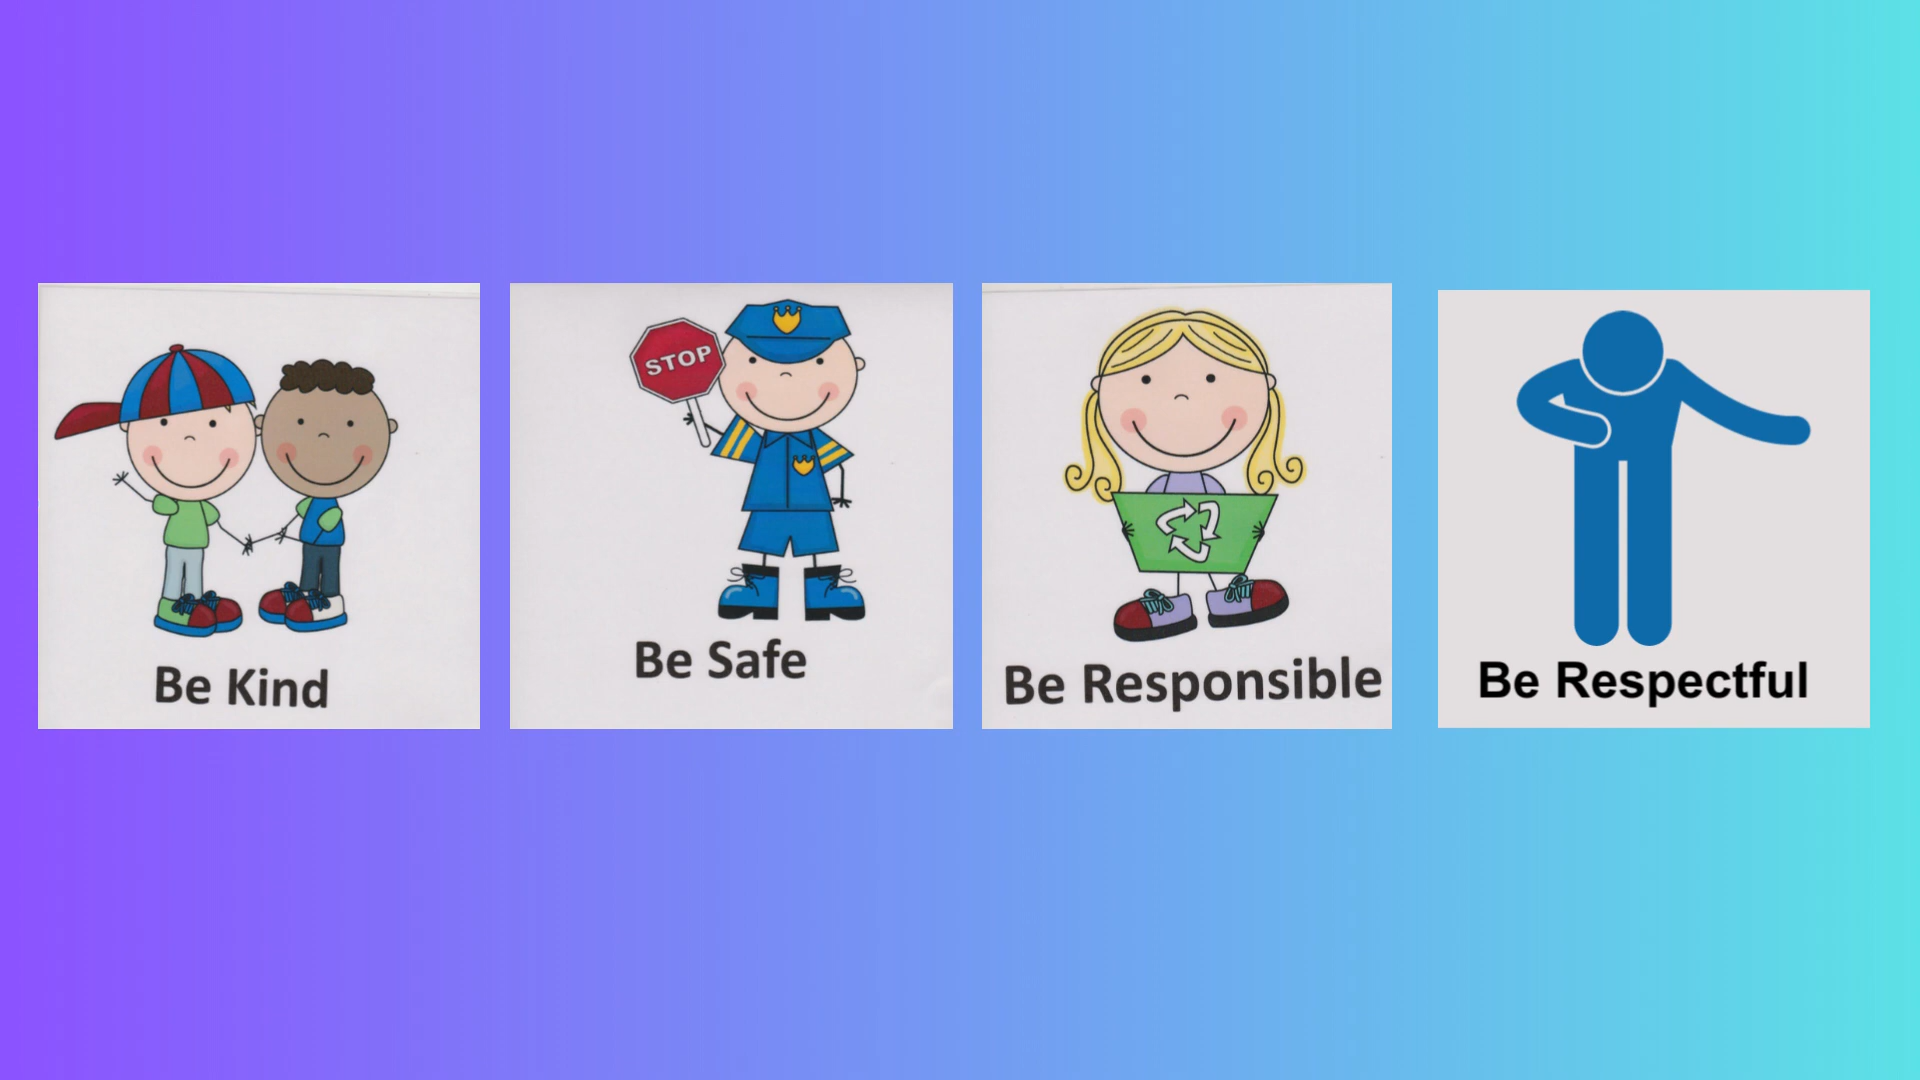 STOP
Be Kind
Be Safe
Be Responsible
Be Respectful